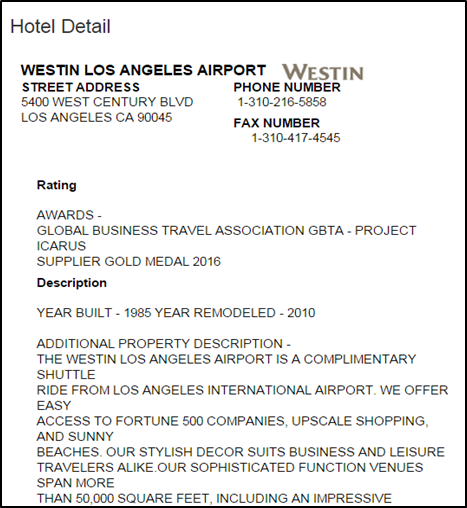 Hotel Detail
WESTIN LOS ANGELES AIRPORT WESTIN
STREET ADDRESS PHONE NUMBER
5400 WEST CENTURY BLVD 1-310-216-5858
LOS ANGELES CA 90045
FAX NUMBER
1-310-417-4545
Rating
AWARDS -
GLOBAL BUSINESS TRAVEL ASSOCIATION GBTA - PROJECT
ICARUS
SUPPLIER GOLD MEDAL 2016
Description
YEAR BUILT - 1985 YEAR REMODELED - 2010
ADDITIONAL PROPERTY DESCRIPTION -
THE WESTIN LOS ANGELES AIRPORT IS A COMPLIMENTARY
SHUTTLE
RIDE FROM LOS ANGELES INTERNATIONAL AIRPORT. WE OFFER
EASY
ACCESS TO FORTUNE 500 COMPANIES, UPSCALE SHOPPING,
AND SUNNY
BEACHES. OUR STYLISH DECOR SUITS BUSINESS AND LEISURE
TRAVELERS ALIKE.OUR SOPHISTICATED FUNCTION VENUES
SPAN MORE
THAN 50,000 SQUARE FEET, INCLUDING AN IMPRESSIVE